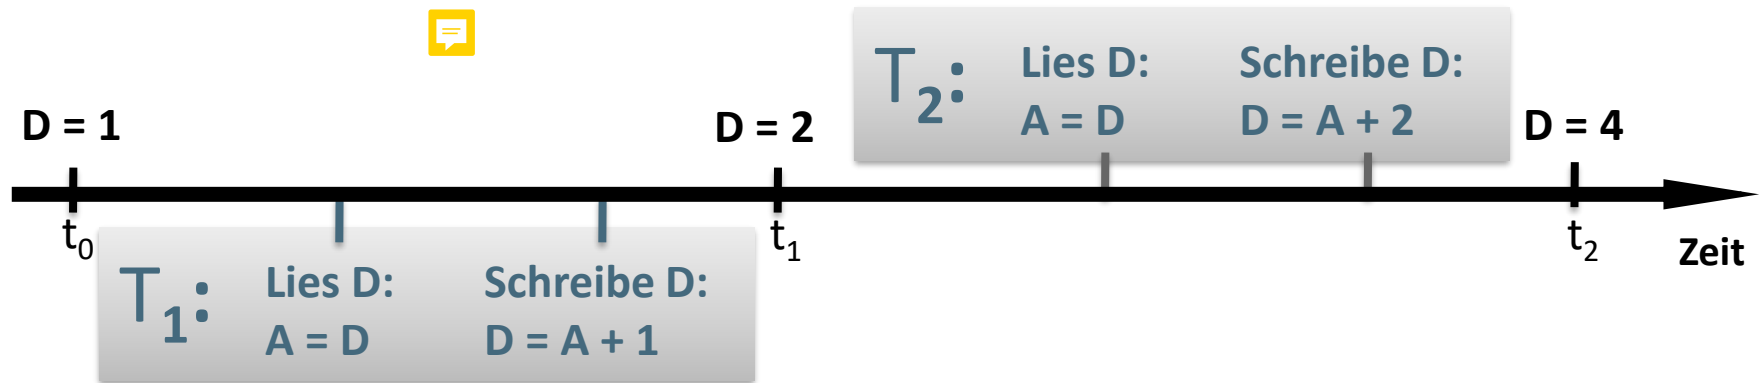 T₂:
Lies D:
A = D
Schreibe D:
D = A + 2
D = 1
D = 2
D = 4
t₀
t₁
t₂
Zeit
T₁:
Lies D:
A = D
Schreibe D:
D = A + 1